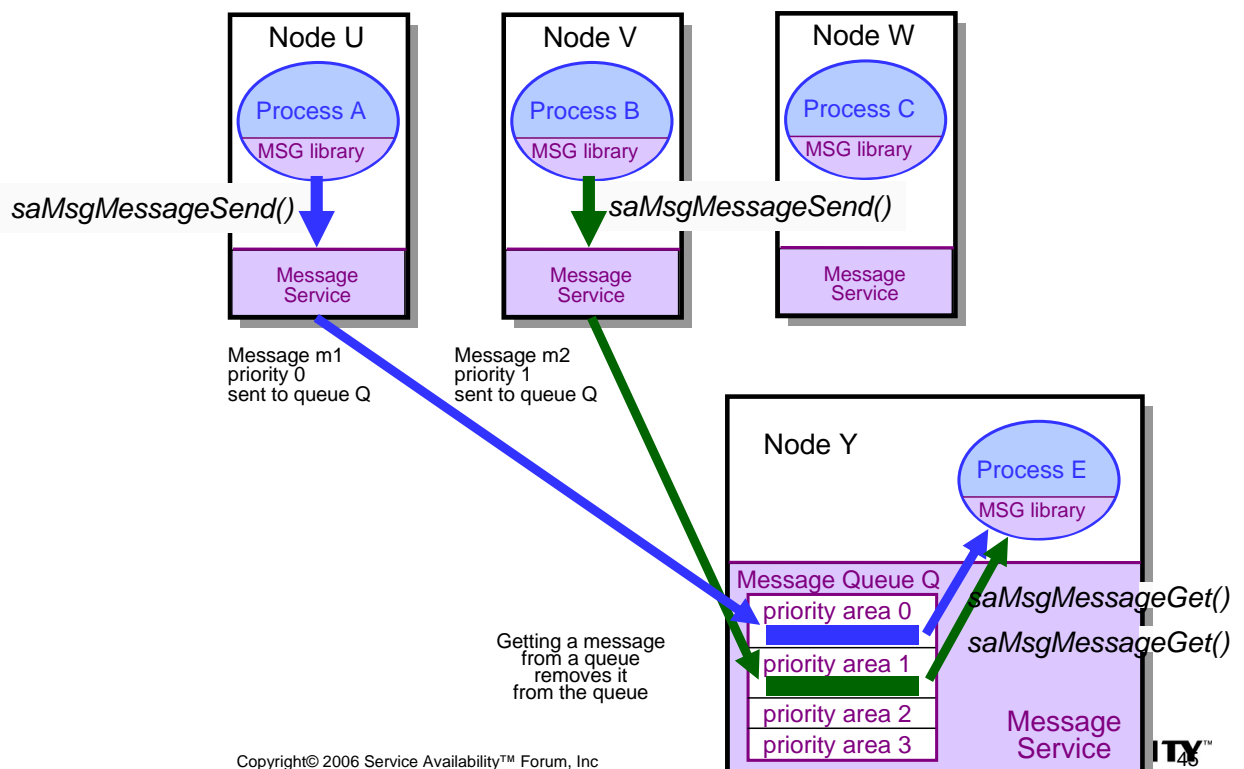 Node U
Process A
MSG library
saMsgMessageSend()
Message
Service
Message m1
priority 0
sent to queue Q
Node V
Process B
MSG library
saMsgMessageSend()
Message
Service
Message m2
priority 1
sent to queue Q
Node W
Process C
MSG library
Message
Service
Node Y
Process E
MSG library
Message Queue Q
priority area 0
priority area 1
priority area 2
priority area 3
saMsgMessageGet()
saMsgMessageGet()
Getting a message
from a queue
removes it
from the queue
Message
Service
Copyright© 2006 Service Availability™ Forum, Inc